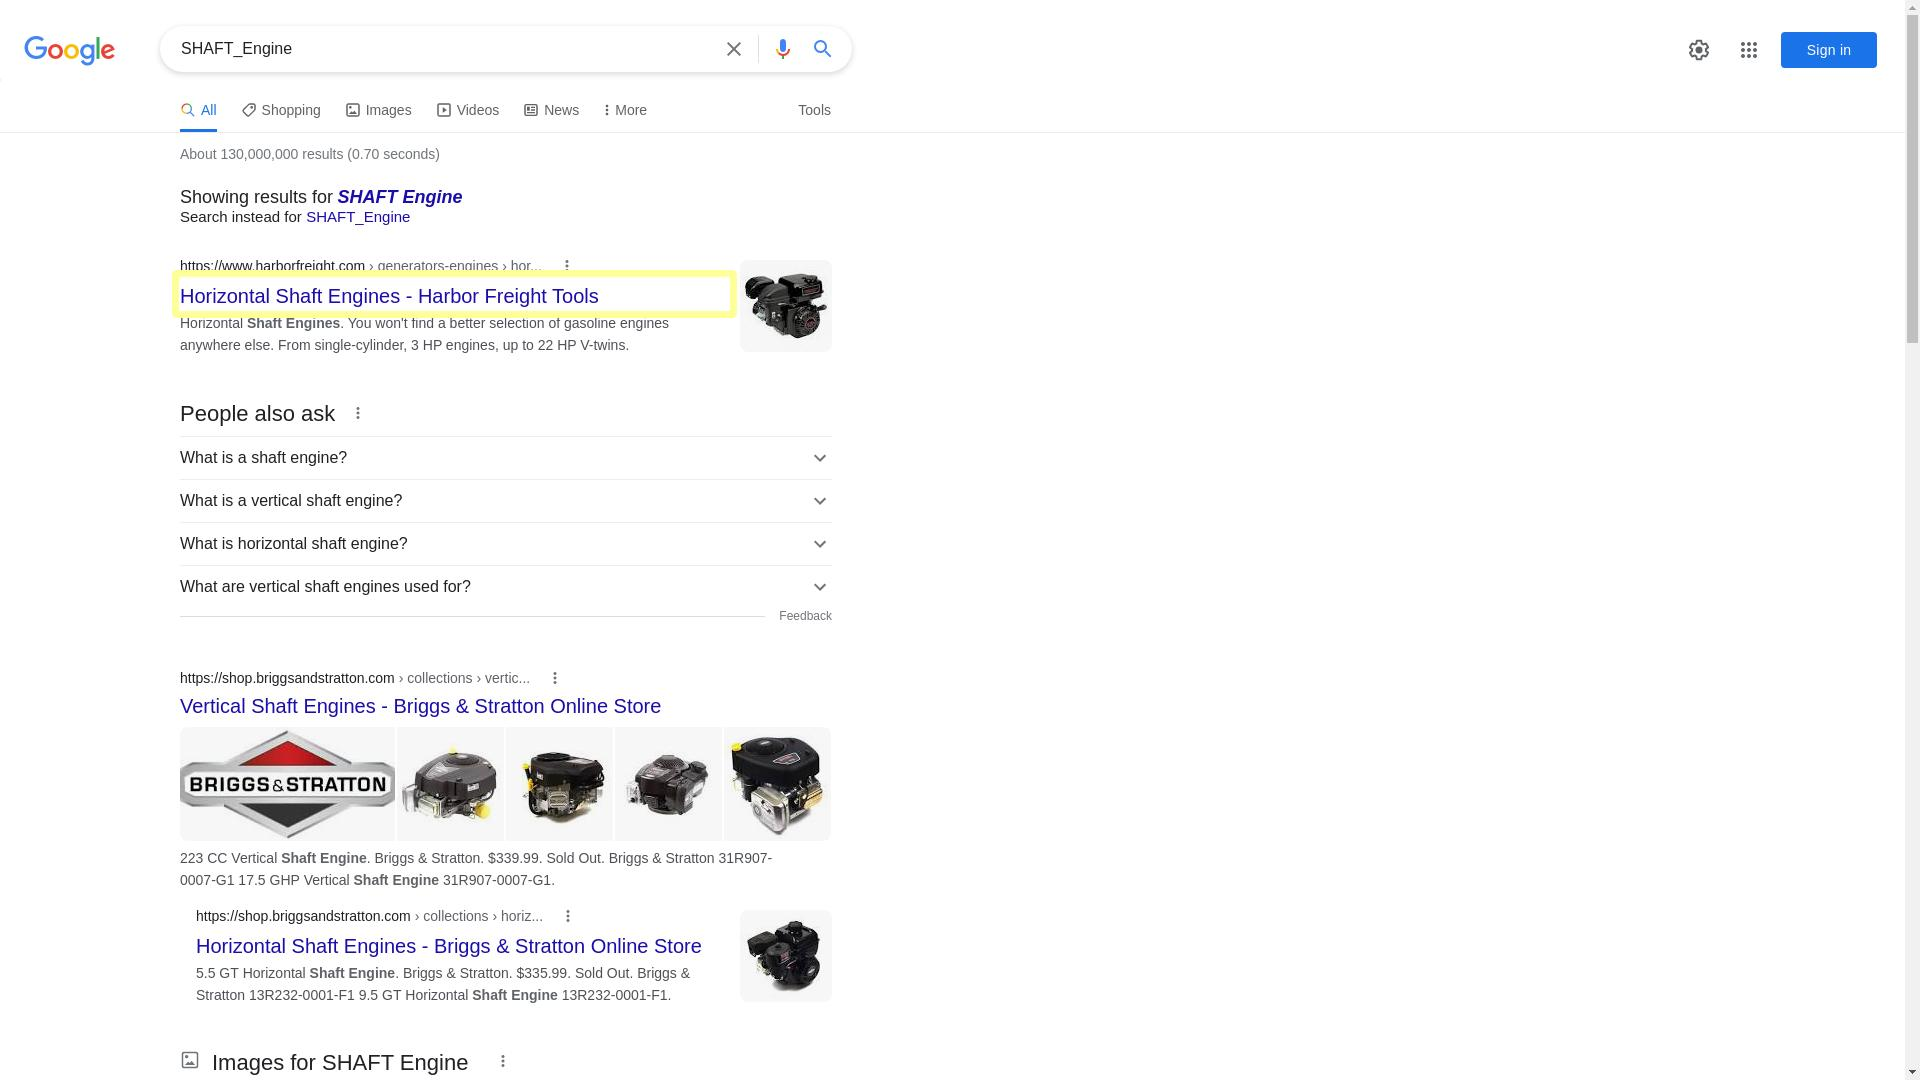 Google
SHAFT_Engine
Sign in
All
Shopping
Images
Videos
News
More
Tools
About 130,000,000 results (0.70 seconds)
Showing results for SHAFT Engine
Search instead for SHAFT_Engine
https://www.harborfreight.com › generators-engines › hor...
Horizontal Shaft Engines - Harbor Freight Tools
Horizontal Shaft Engines. You won't find a better selection of gasoline engines
anywhere else. From single-cylinder, 3 HP engines, up to 22 HP V-twins.
People also ask
What is a shaft engine?
What is a vertical shaft engine?
What is horizontal shaft engine?
What are vertical shaft engines used for?
Feedback
https://shop.briggsandstratton.com › collections › vertic...
Vertical Shaft Engines - Briggs & Stratton Online Store
BRIGGS & STRATTON
223 CC Vertical Shaft Engine. Briggs & Stratton. $339.99. Sold Out. Briggs & Stratton 31R907-
0007-G1 17.5 GHP Vertical Shaft Engine 31R907-0007-G1.
https://shop.briggsandstratton.com › collections › horiz...
Horizontal Shaft Engines - Briggs & Stratton Online Store
5.5 GT Horizontal Shaft Engine. Briggs & Stratton. $335.99. Sold Out. Briggs &
Stratton 13R232-0001-F1 9.5 GT Horizontal Shaft Engine 13R232-0001-F1.
Images for SHAFT Engine